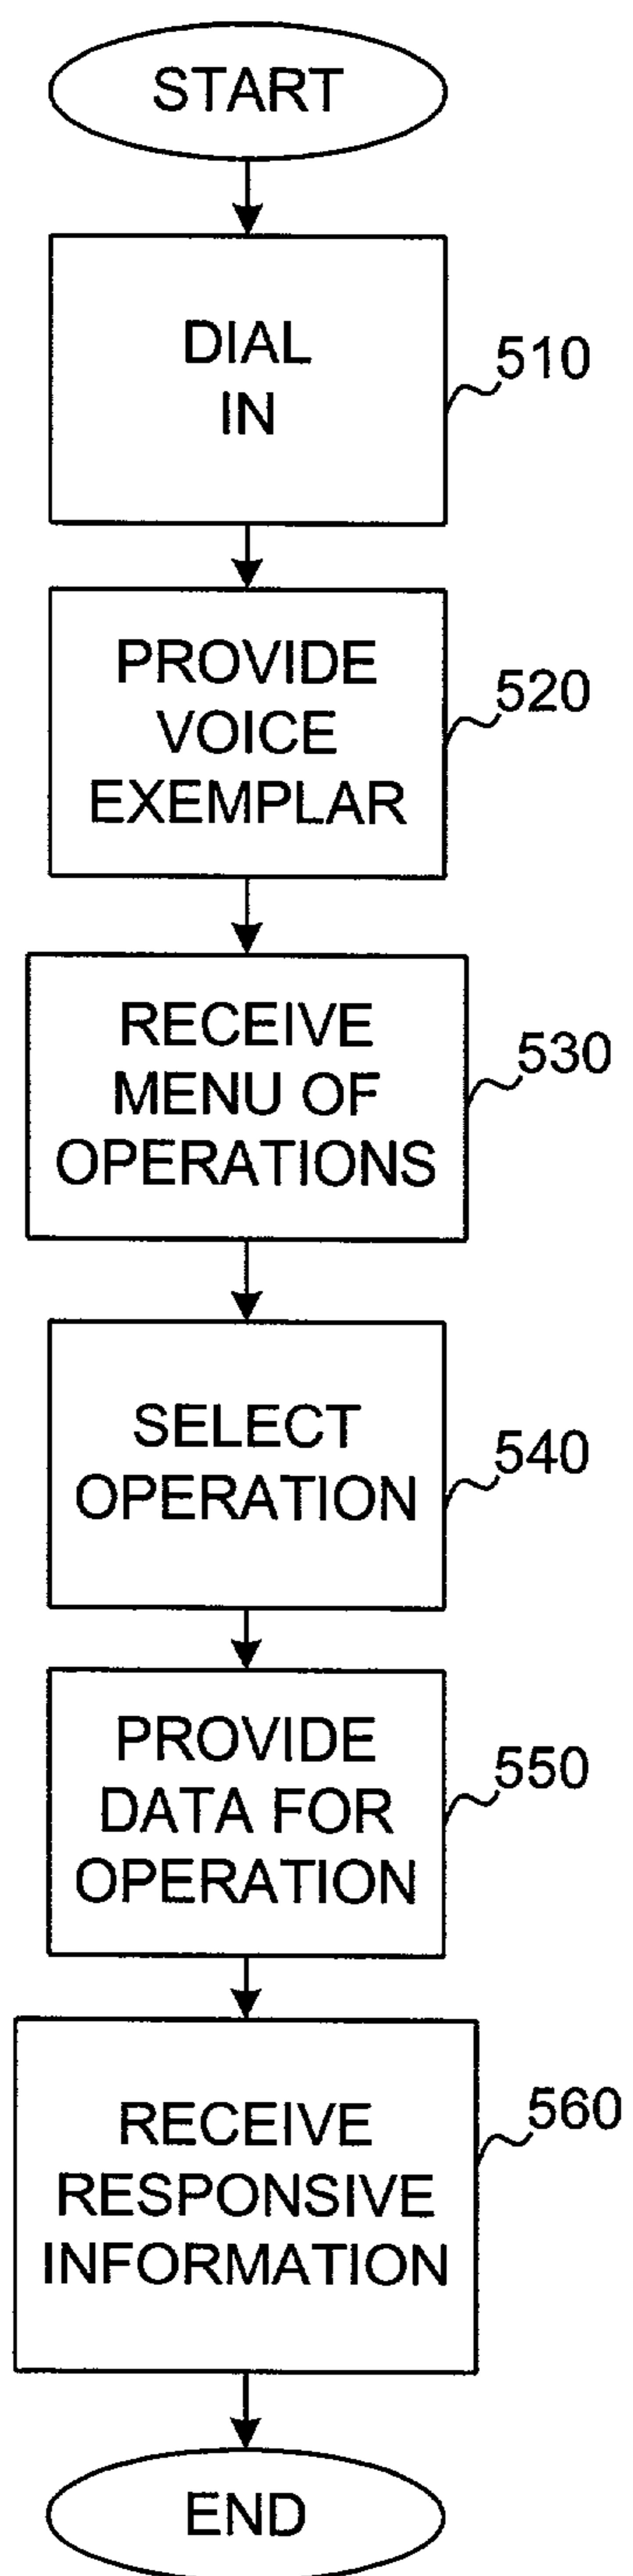 START
DIAL
IN
510
PROVIDE
VOICE
EXEMPLAR
520
RECEIVE
MENU OF
OPERATIONS
530
SELECT
OPERATION
540
PROVIDE
DATA FOR
OPERATION
550
RECEIVE
RESPONSIVE
INFORMATION
560
END